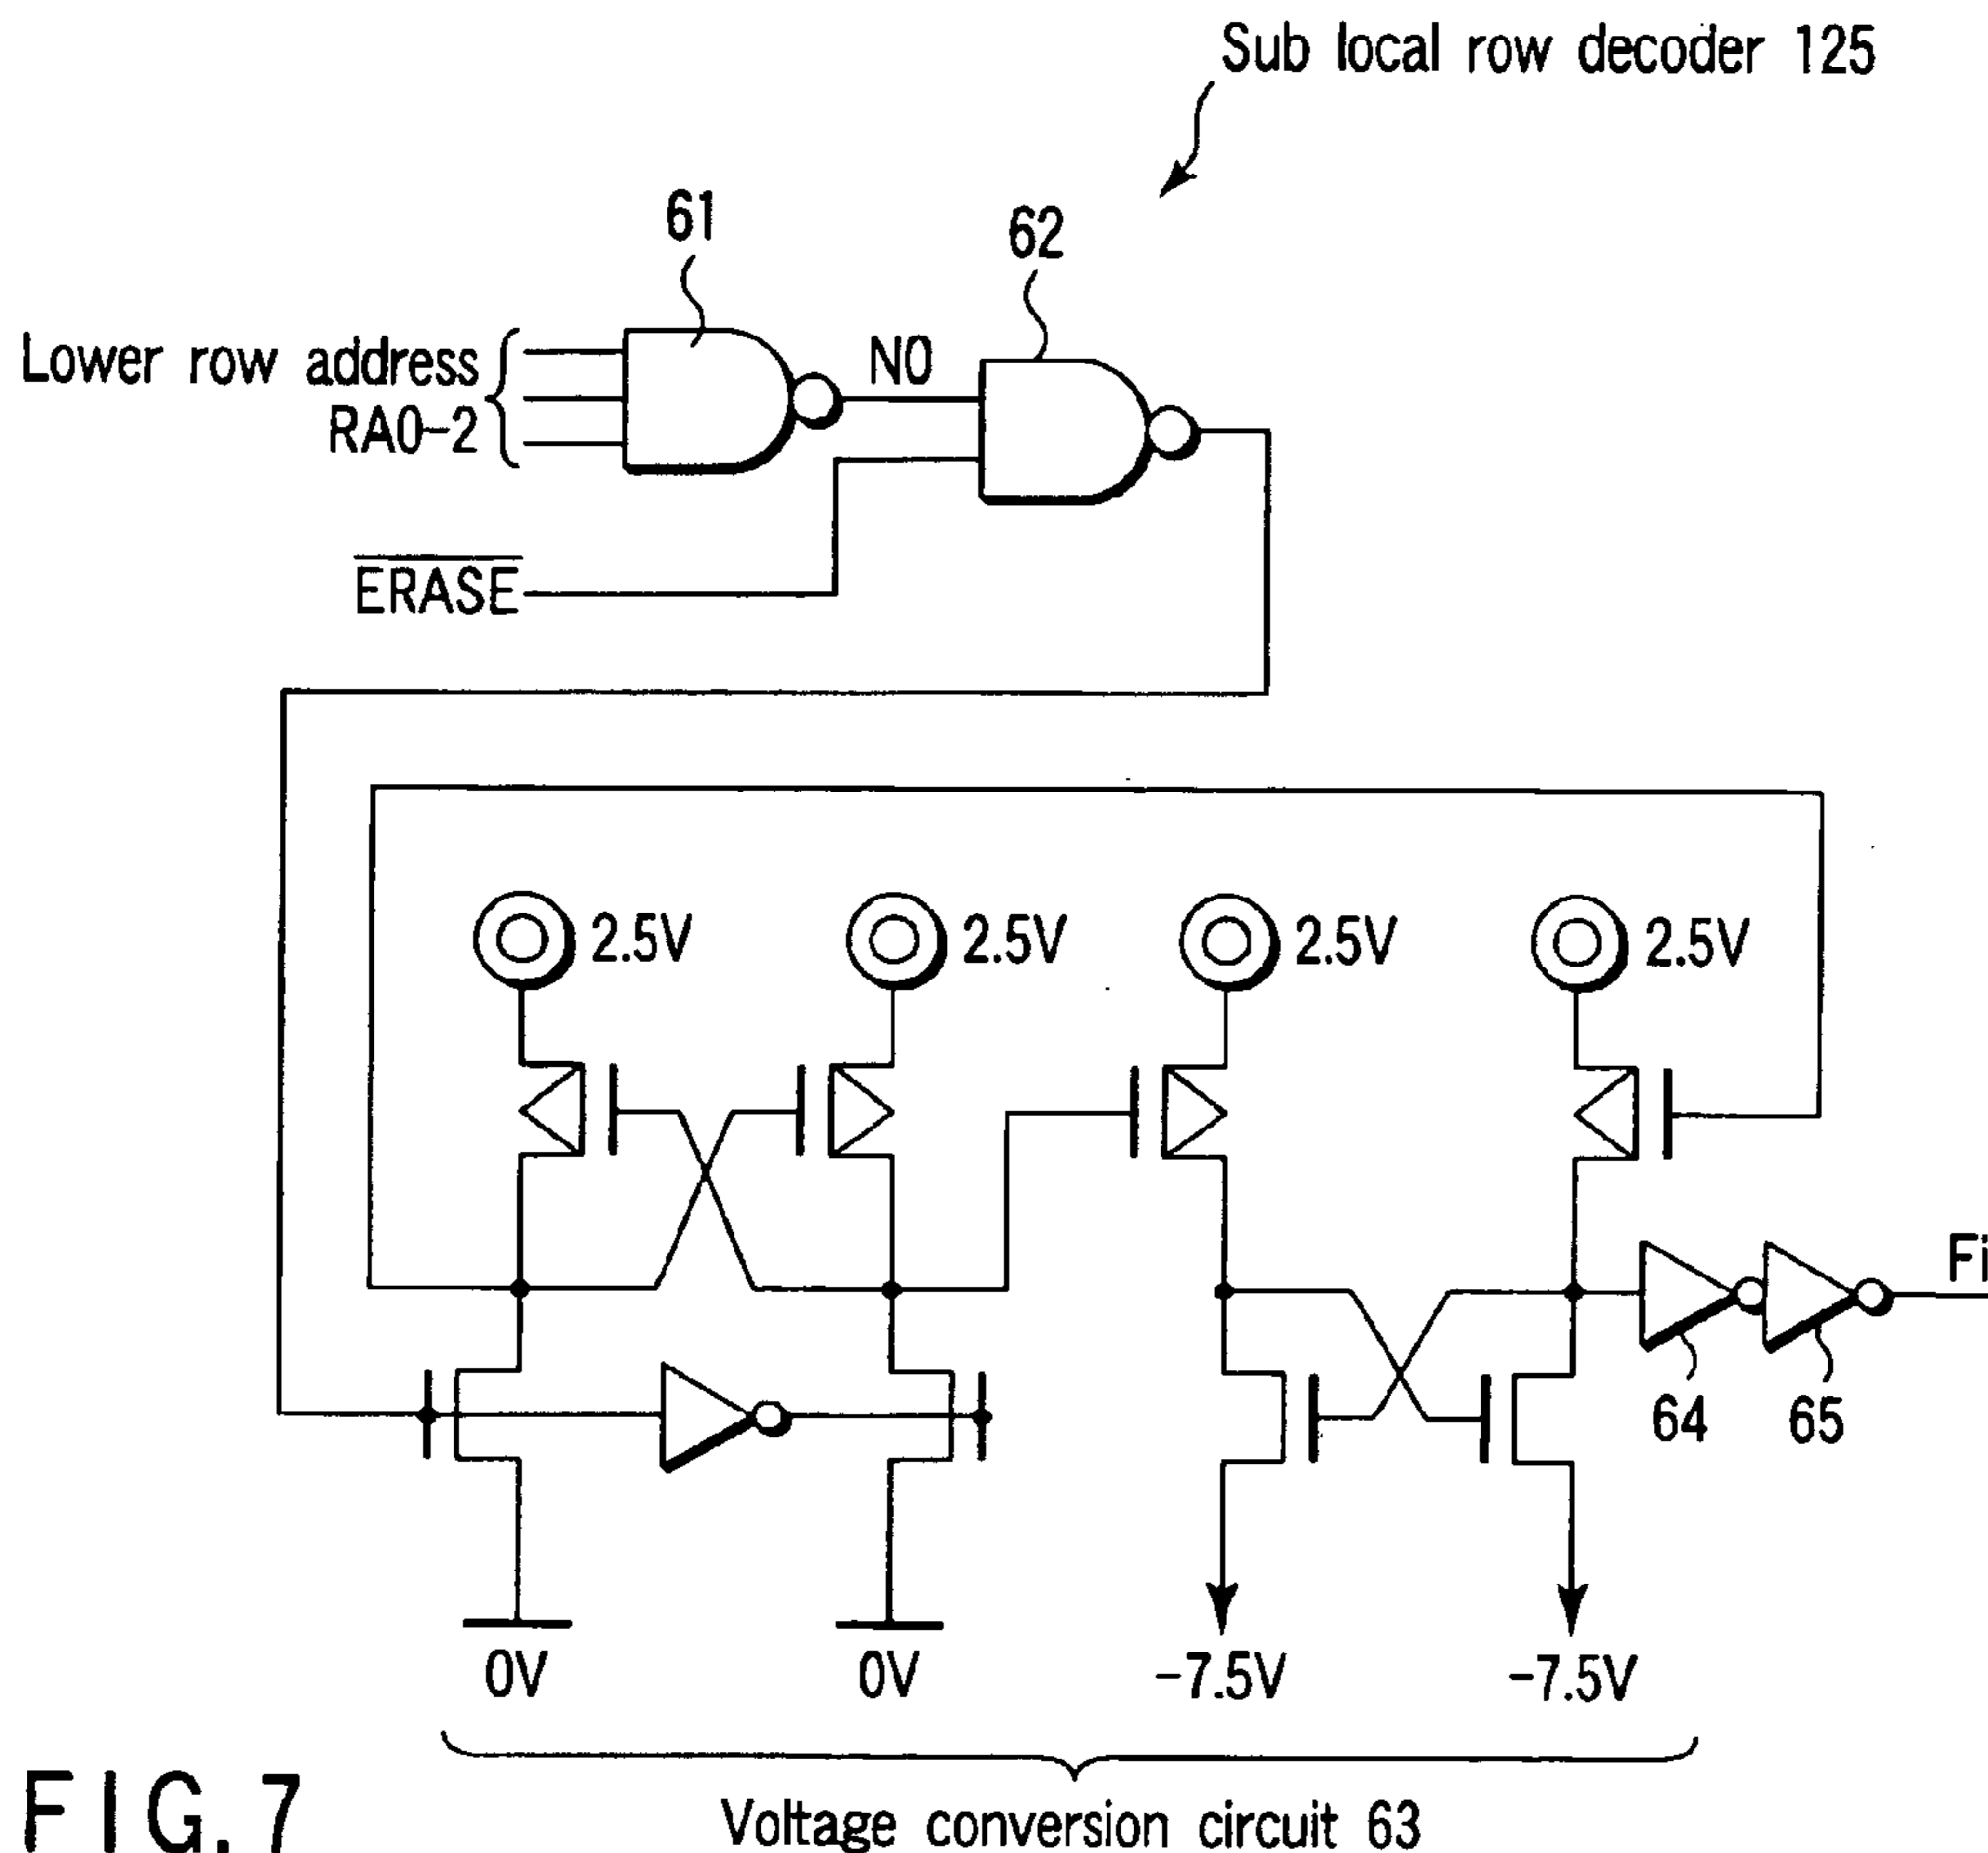 Sub local row decoder 125
61
62
Lower row address
RA0-2
N0
ERASE
2.5V
2.5V
2.5V
2.5V
Fi
64
65
0V
0V
-7.5V
-7.5V
Voltage conversion circuit 63
FIG. 7